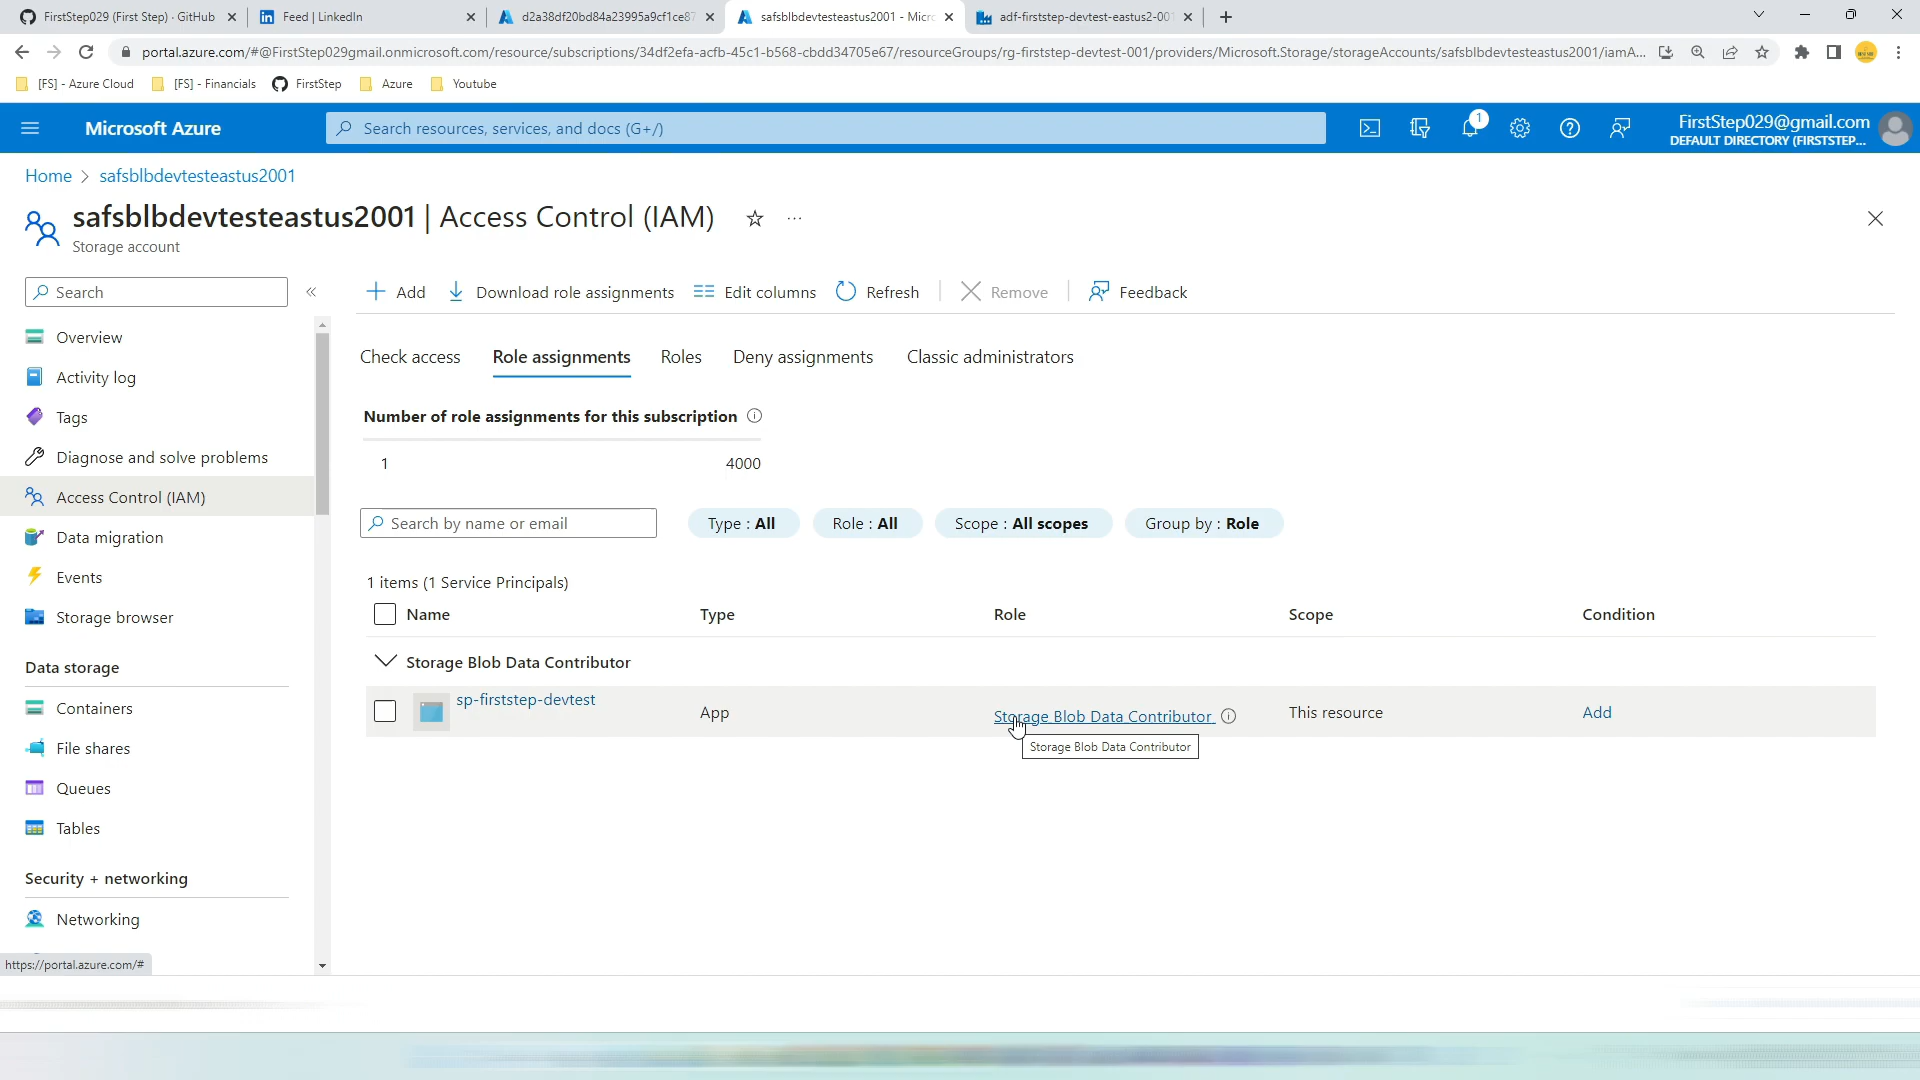 FirstStep029 (First Step) · GitHub
Feed | LinkedIn
d2a38df20bd84a23995a9cf1ce87
safsblbdevtesteastus2001 - Micro
adf-firststep-devtest-eastus2-001
portal.azure.com/#@FirstStep029gmail.onmicrosoft.com/resource/subscriptions/34df2efa-acfb-45c1-b568-cbdd34705e67/resourceGroups/rg-firststep-devtest-001/providers/Microsoft.Storage/storageAccounts/safsblbdevtesteastus2001/iamA...
[FS] - Azure Cloud
[FS] - Financials
FirstStep
Azure
Youtube
Microsoft Azure
Search resources, services, and docs (G+/)
1
FirstStep029@gmail.com
DEFAULT DIRECTORY (FIRSTSTEP...
Home > safsblbdevtesteastus2001
safsblbdevtesteastus2001 | Access Control (IAM)
Storage account
Search
Add
Download role assignments
Edit columns
Refresh
Remove
Feedback
Overview
Activity log
Tags
Diagnose and solve problems
Access Control (IAM)
Data migration
Events
Storage browser
Data storage
Containers
File shares
Queues
Tables
Security + networking
Networking
https://portal.azure.com/#
Check access
Role assignments
Roles
Deny assignments
Classic administrators
Number of role assignments for this subscription
1
4000
Search by name or email
Type : All
Role : All
Scope : All scopes
Group by : Role
1 items (1 Service Principals)
Name
Type
Role
Scope
Condition
Storage Blob Data Contributor
sp-firststep-devtest
App
Storage Blob Data Contributor
This resource
Add
Storage Blob Data Contributor